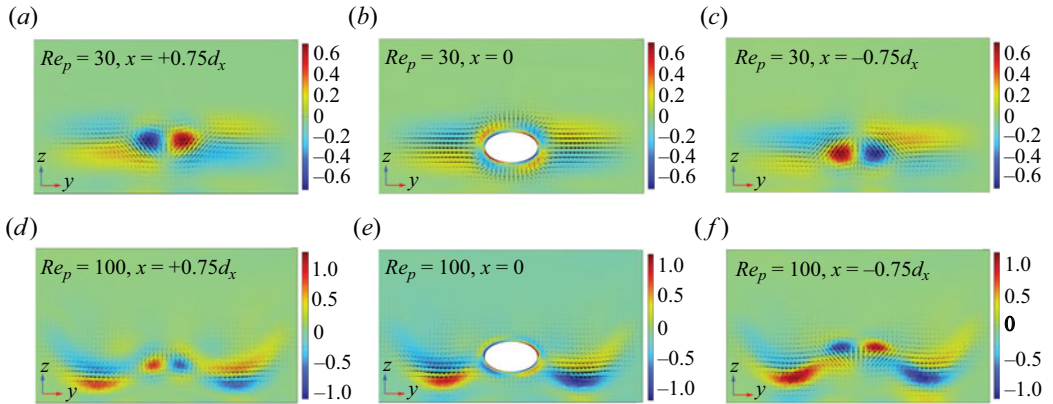 (a)
Re_p = 30, x = +0.75d_x
0.6
0.4
0.2
0
–0.2
–0.4
–0.6
z
y
(b)
Re_p = 30, x = 0
0.6
0.4
0.2
0
–0.2
–0.4
–0.6
z
y
(c)
Re_p = 30, x = –0.75d_x
0.6
0.4
0.2
0
–0.2
–0.4
–0.6
z
y
(d)
Re_p = 100, x = +0.75d_x
1.0
0.5
0
–0.5
–1.0
z
y
(e)
Re_p = 100, x = 0
1.0
0.5
0
–0.5
–1.0
z
y
(f)
Re_p = 100, x = –0.75d_x
1.0
0.5
0
–0.5
–1.0
z
y